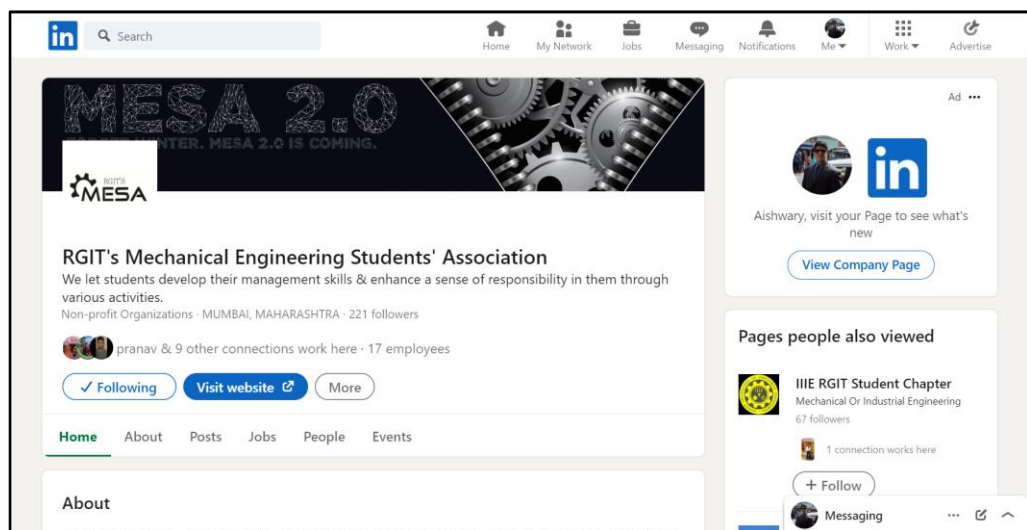 in
Search
Home
My Network
Jobs
Messaging
Notifications
Me
Work
Advertise
MESA 2.0
WINTER. MESA 2.0 IS COMING.
RGIT'S
MESA
RGIT's Mechanical Engineering Students' Association
We let students develop their management skills & enhance a sense of responsibility in them through
various activities.
Non-profit Organizations · MUMBAI, MAHARASHTRA · 221 followers
pranav & 9 other connections work here · 17 employees
✓ Following
Visit website
More
Home
About
Posts
Jobs
People
Events
About
Ad
in
Aishwary, visit your Page to see what's
new
View Company Page
Pages people also viewed
IIIE RGIT Student Chapter
Mechanical Or Industrial Engineering
67 followers
1 connection works here
+ Follow
Messaging